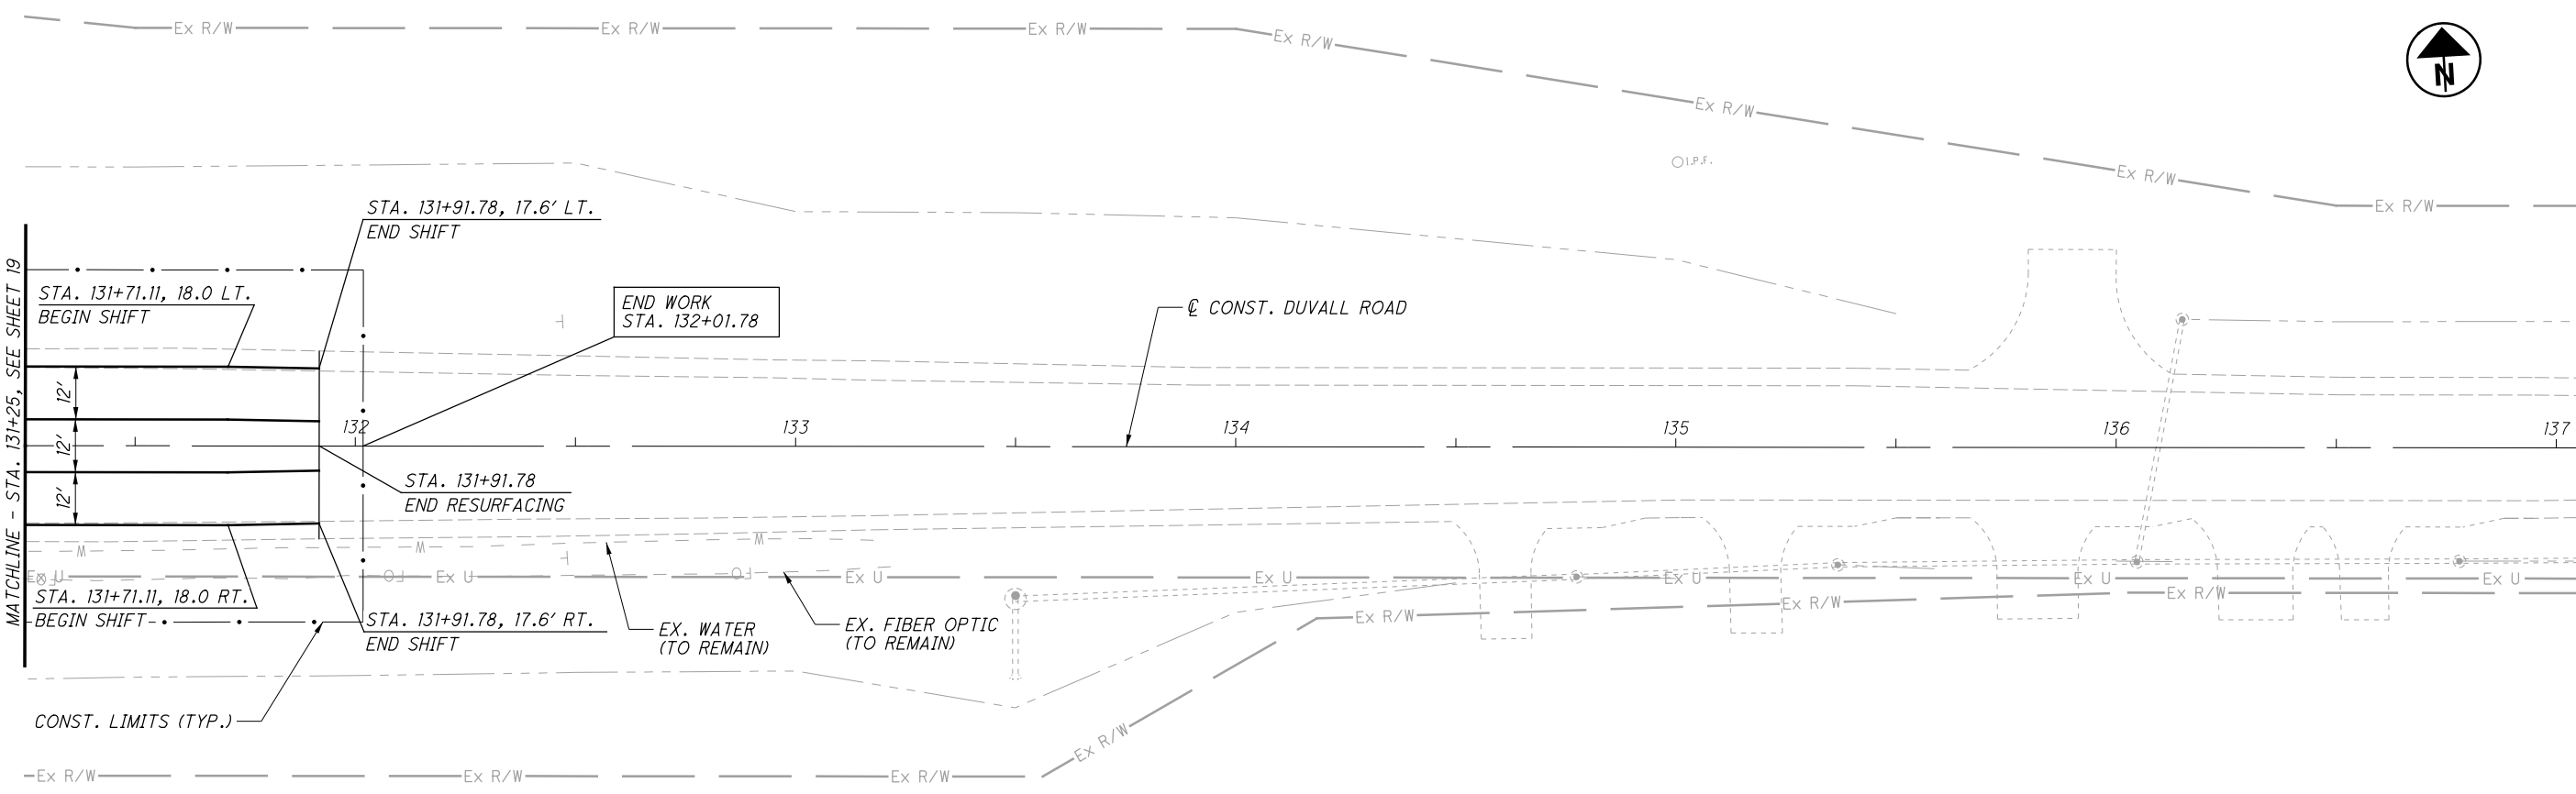 Ex R/W
Ex R/W
Ex R/W
Ex R/W
Ex R/W
Ex R/W
Ex R/W
N
I.P.F.
MATCHLINE - STA. 131+25, SEE SHEET 19
STA. 131+91.78, 17.6' LT.
END SHIFT
STA. 131+71.11, 18.0 LT.
BEGIN SHIFT
END WORK
STA. 132+01.78
℄ CONST. DUVALL ROAD
12'
12'
12'
132
133
134
135
136
137
STA. 131+91.78
END RESURFACING
W
W
W
FO
FO
FO
Ex U
Ex U
Ex U
Ex U
Ex U
Ex U
Ex U
STA. 131+71.11, 18.0 RT.
BEGIN SHIFT
STA. 131+91.78, 17.6' RT.
END SHIFT
EX. WATER
(TO REMAIN)
EX. FIBER OPTIC
(TO REMAIN)
Ex R/W
Ex R/W
Ex R/W
CONST. LIMITS (TYP.)
Ex R/W
Ex R/W
Ex R/W
Ex R/W